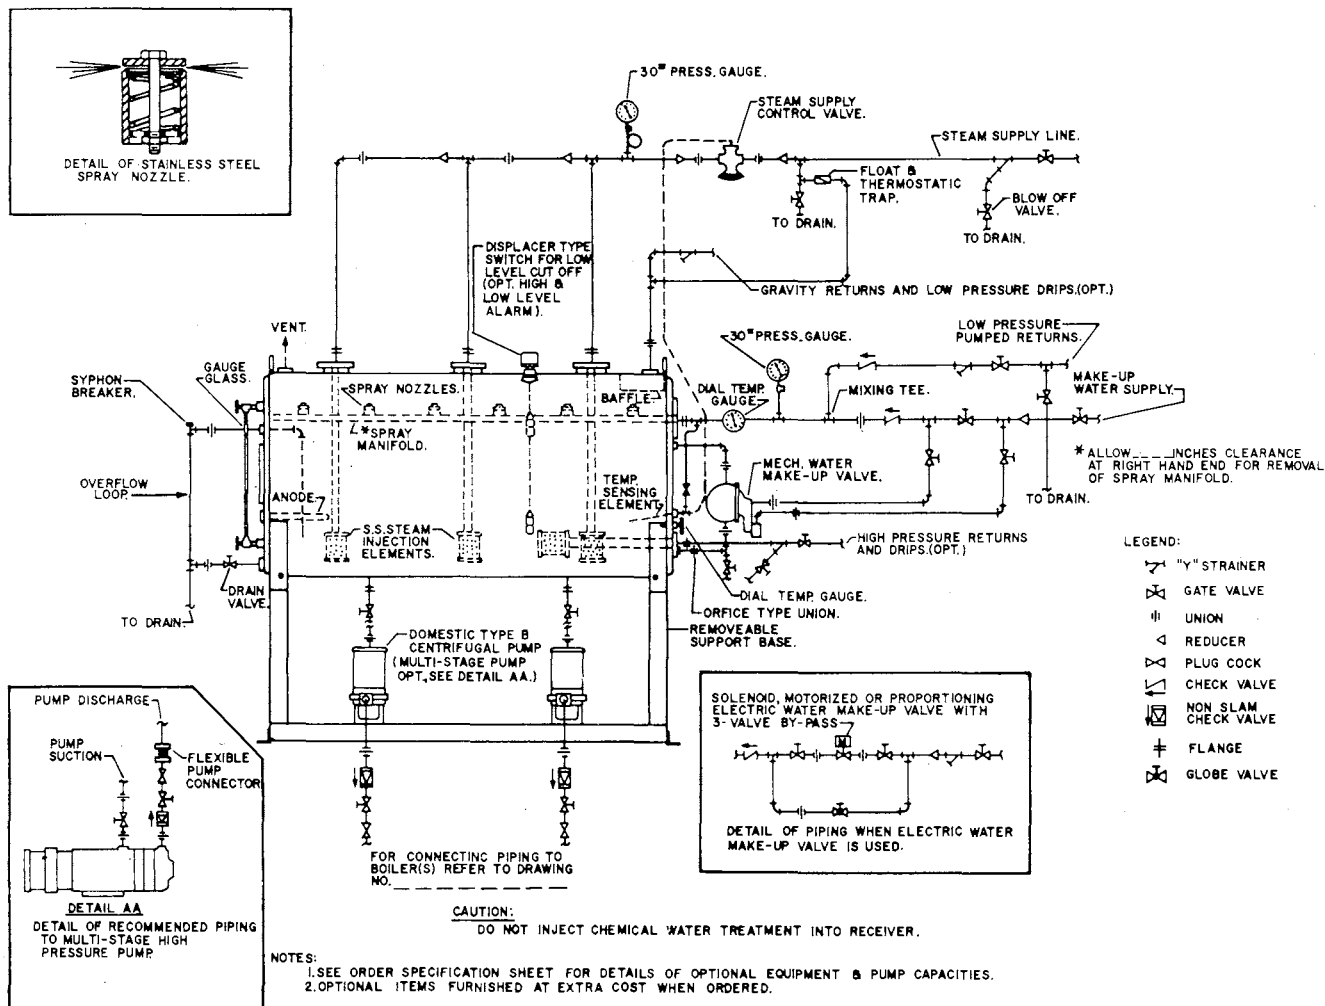 DETAIL OF STAINLESS STEEL
SPRAY NOZZLE.
30" PRESS. GAUGE.
STEAM SUPPLY
CONTROL VALVE.
STEAM SUPPLY LINE.
FLOAT &
THERMOSTATIC
TRAP.
BLOW OFF
VALVE.
TO DRAIN.
TO DRAIN.
DISPLACER TYPE
SWITCH FOR LOW
LEVEL CUT OFF
(OPT. HIGH &
LOW LEVEL
ALARM).
GRAVITY RETURNS AND LOW PRESSURE DRIPS.(OPT.)
VENT.
30" PRESS. GAUGE.
LOW PRESSURE
PUMPED RETURNS.
GAUGE
GLASS.
SYPHON
BREAKER.
SPRAY NOZZLES.
BAFFLE
DIAL TEMP.
GAUGE
MIXING TEE.
MAKE-UP
WATER SUPPLY.
* SPRAY
MANIFOLD.
* ALLOW____INCHES CLEARANCE
AT RIGHT HAND END FOR REMOVAL
OF SPRAY MANIFOLD.
MECH. WATER
MAKE-UP VALVE.
OVERFLOW
LOOP.
ANODE.
TEMP.
SENSING
ELEMENT
TO DRAIN.
S.S. STEAM
INJECTION
ELEMENTS.
HIGH PRESSURE RETURNS
AND DRIPS.(OPT.)
DRAIN
VALVE.
TO DRAIN.
DIAL TEMP. GAUGE.
ORFICE TYPE UNION.
REMOVEABLE
SUPPORT BASE.
DOMESTIC TYPE B
CENTRIFUGAL PUMP
(MULTI-STAGE PUMP
OPT., SEE DETAIL AA.)
LEGEND:
"Y" STRAINER
GATE VALVE
UNION
REDUCER
PLUG COCK
CHECK VALVE
NON SLAM
CHECK VALVE
FLANGE
GLOBE VALVE
PUMP DISCHARGE
PUMP
SUCTION
FLEXIBLE
PUMP
CONNECTOR
DETAIL AA
DETAIL OF RECOMMENDED PIPING
TO MULTI-STAGE HIGH
PRESSURE PUMP.
SOLENOID, MOTORIZED OR PROPORTIONING
ELECTRIC WATER MAKE-UP VALVE WITH
3-VALVE BY-PASS
M
DETAIL OF PIPING WHEN ELECTRIC WATER
MAKE-UP VALVE IS USED.
FOR CONNECTING PIPING TO
BOILER(S) REFER TO DRAWING
NO. ____________
CAUTION:
DO NOT INJECT CHEMICAL WATER TREATMENT INTO RECEIVER.
NOTES:
1. SEE ORDER SPECIFICATION SHEET FOR DETAILS OF OPTIONAL EQUIPMENT & PUMP CAPACITIES.
2. OPTIONAL ITEMS FURNISHED AT EXTRA COST WHEN ORDERED.